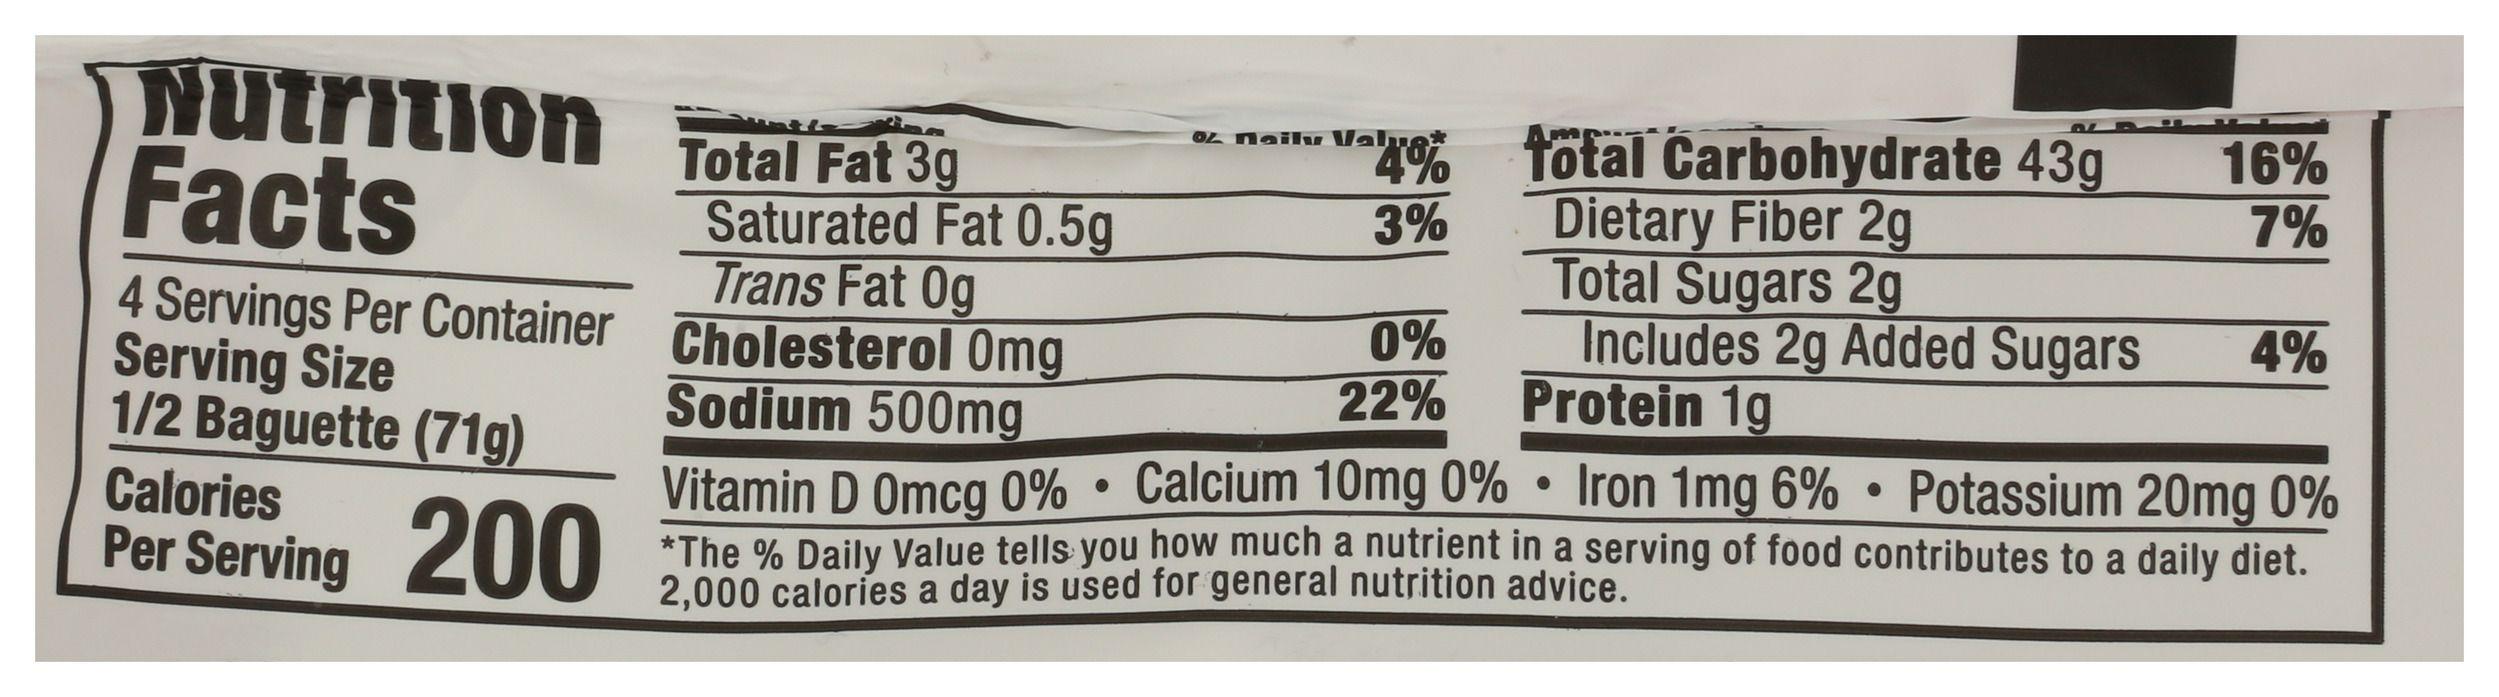 Nutrition
Facts
4 Servings Per Container
Serving Size
1/2 Baguette (71g)
Calories
Per Serving 200
% Daily Value*
Total Fat 3g 4%
Saturated Fat 0.5g 3%
Trans Fat 0g
Cholesterol 0mg 0%
Sodium 500mg 22%
Total Carbohydrate 43g 16%
Dietary Fiber 2g 7%
Total Sugars 2g
Includes 2g Added Sugars 4%
Protein 1g
Vitamin D 0mcg 0% • Calcium 10mg 0% • Iron 1mg 6% • Potassium 20mg 0%
*The % Daily Value tells you how much a nutrient in a serving of food contributes to a daily diet.
2,000 calories a day is used for general nutrition advice.